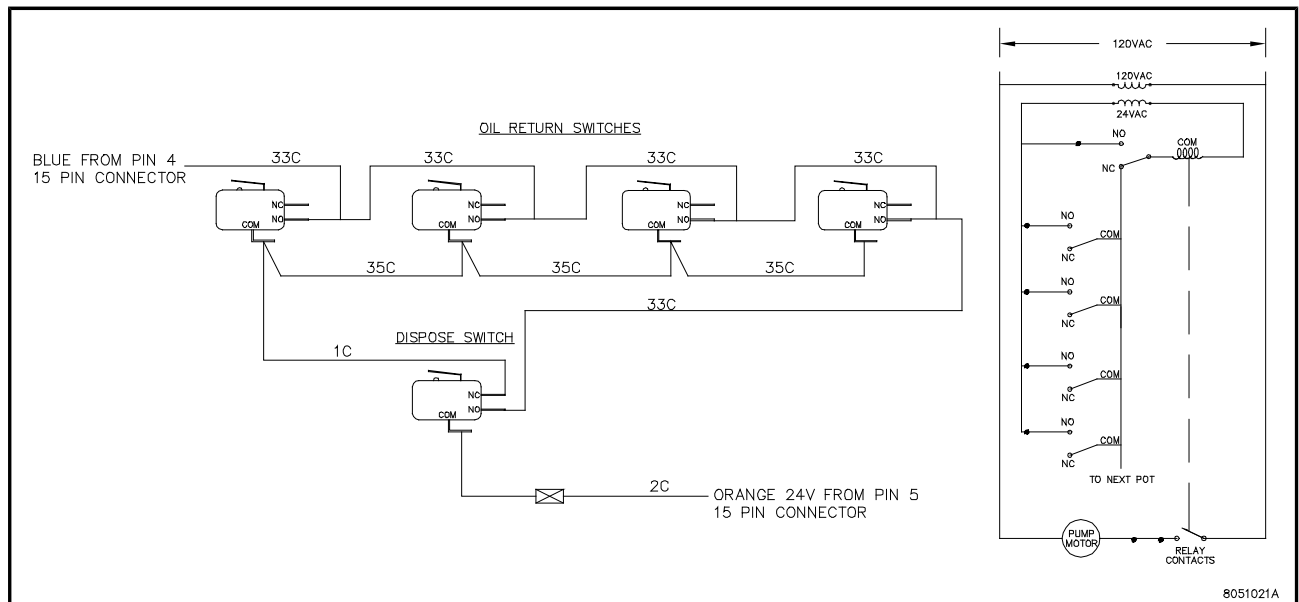 OIL RETURN SWITCHES
BLUE FROM PIN 4
15 PIN CONNECTOR
33C
33C
33C
33C
NC
NO
COM
NC
NO
COM
NC
NO
COM
NC
NO
COM
35C
35C
35C
33C
DISPOSE SWITCH
1C
NC
NO
COM
2C
ORANGE 24V FROM PIN 5
15 PIN CONNECTOR
120VAC
120VAC
24VAC
NO
COM
NC
NO
COM
NC
NO
COM
NC
NO
COM
NC
NO
COM
NC
TO NEXT POT
PUMP
MOTOR
RELAY
CONTACTS
8051021A